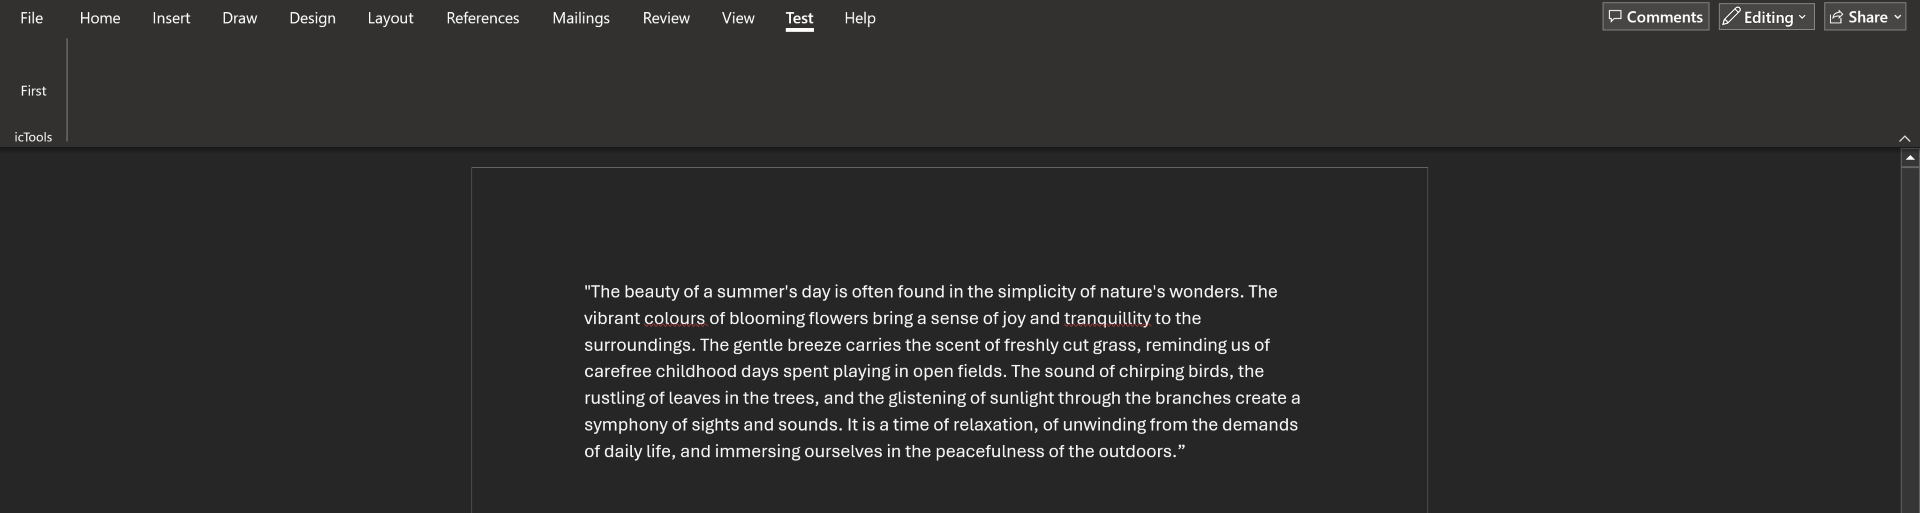 File Home Insert Draw Design Layout References Mailings Review View Test Help Comments Editing Share
First
icTools
"The beauty of a summer's day is often found in the simplicity of nature's wonders. The
vibrant colours of blooming flowers bring a sense of joy and tranquillity to the
surroundings. The gentle breeze carries the scent of freshly cut grass, reminding us of
carefree childhood days spent playing in open fields. The sound of chirping birds, the
rustling of leaves in the trees, and the glistening of sunlight through the branches create a
symphony of sights and sounds. It is a time of relaxation, of unwinding from the demands
of daily life, and immersing ourselves in the peacefulness of the outdoors.”